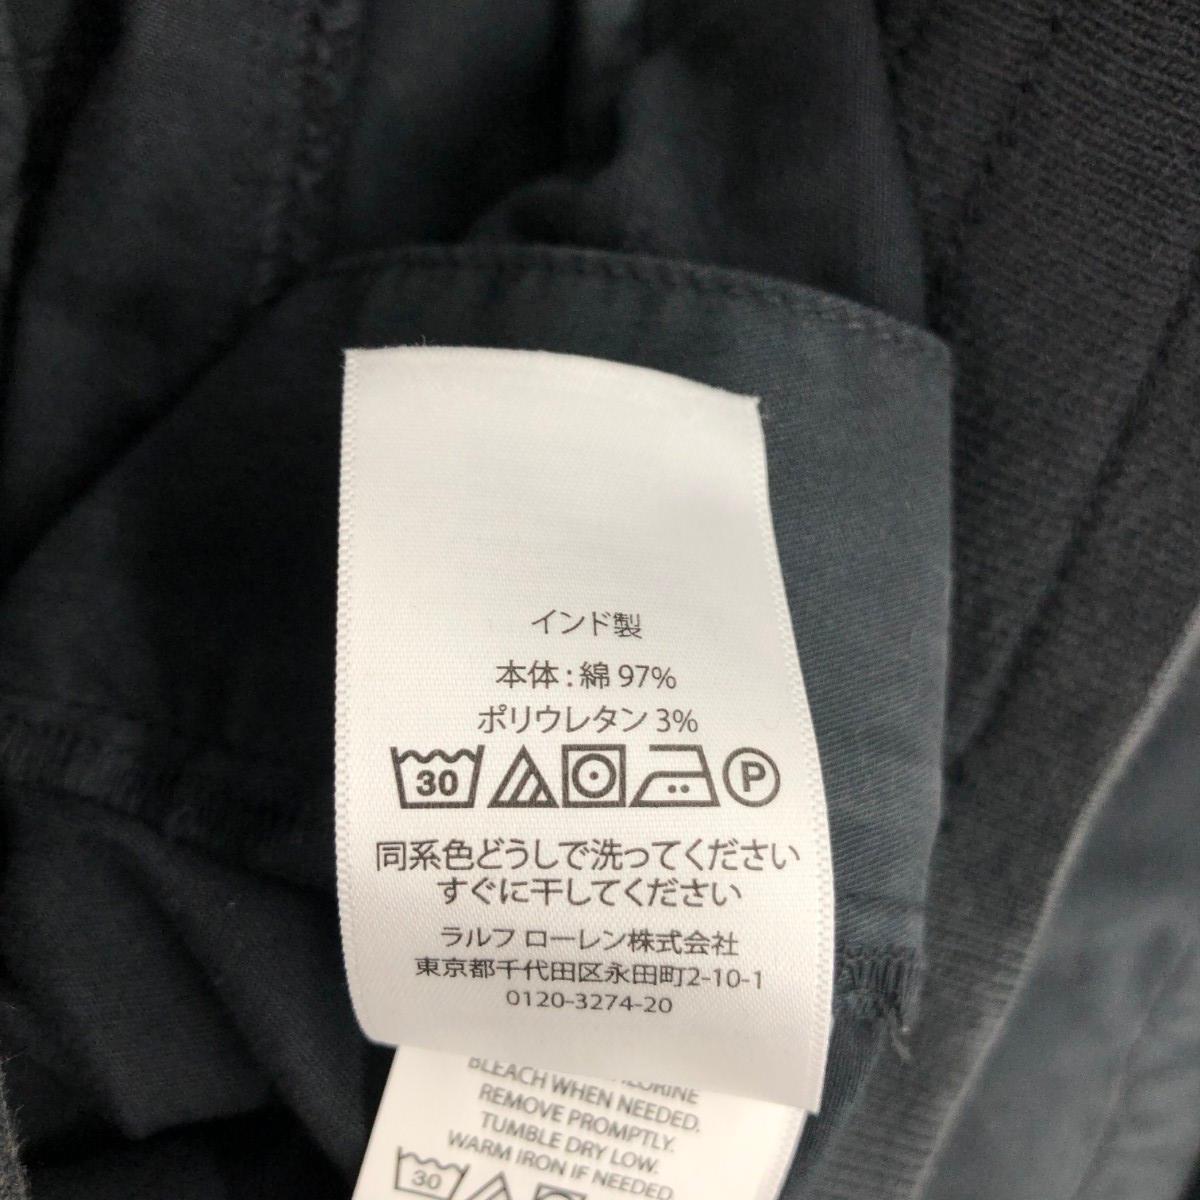 インド製
本体 : 綿 97%
ポリウレタン 3%
30 P
同系色どうしで洗ってください
すぐに干してください
ラルフ ローレン株式会社
東京都千代田区永田町2-10-1
0120-3274-20
CHLORINE
BLEACH WHEN NEEDED.
REMOVE PROMPTLY.
TUMBLE DRY LOW.
WARM IRON IF NEEDED.
30